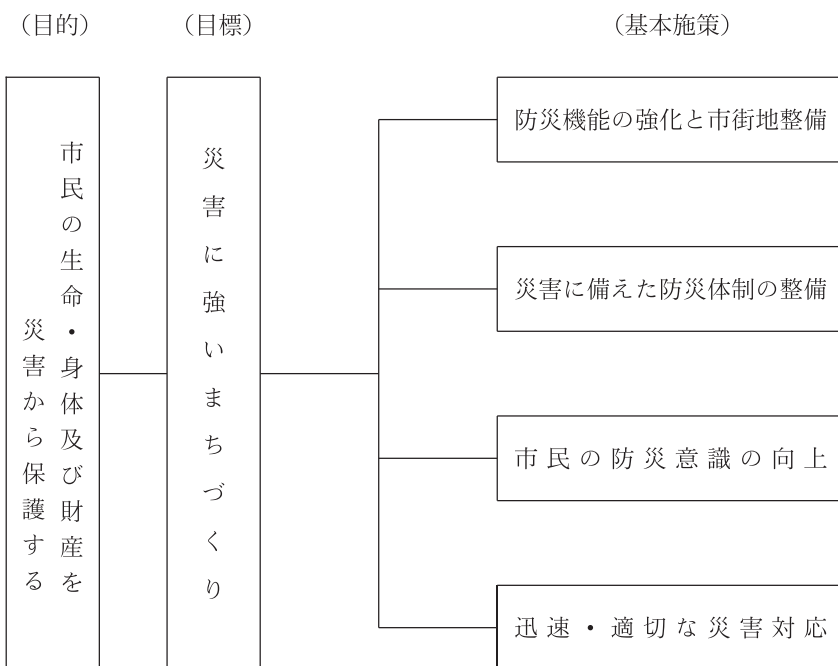 （目的）
（目標）
（基本施策）
市民の生命・身体及び財産を
災害から保護する
災害に強いまちづくり
防災機能の強化と市街地整備
災害に備えた防災体制の整備
市民の防災意識の向上
迅速・適切な災害対応